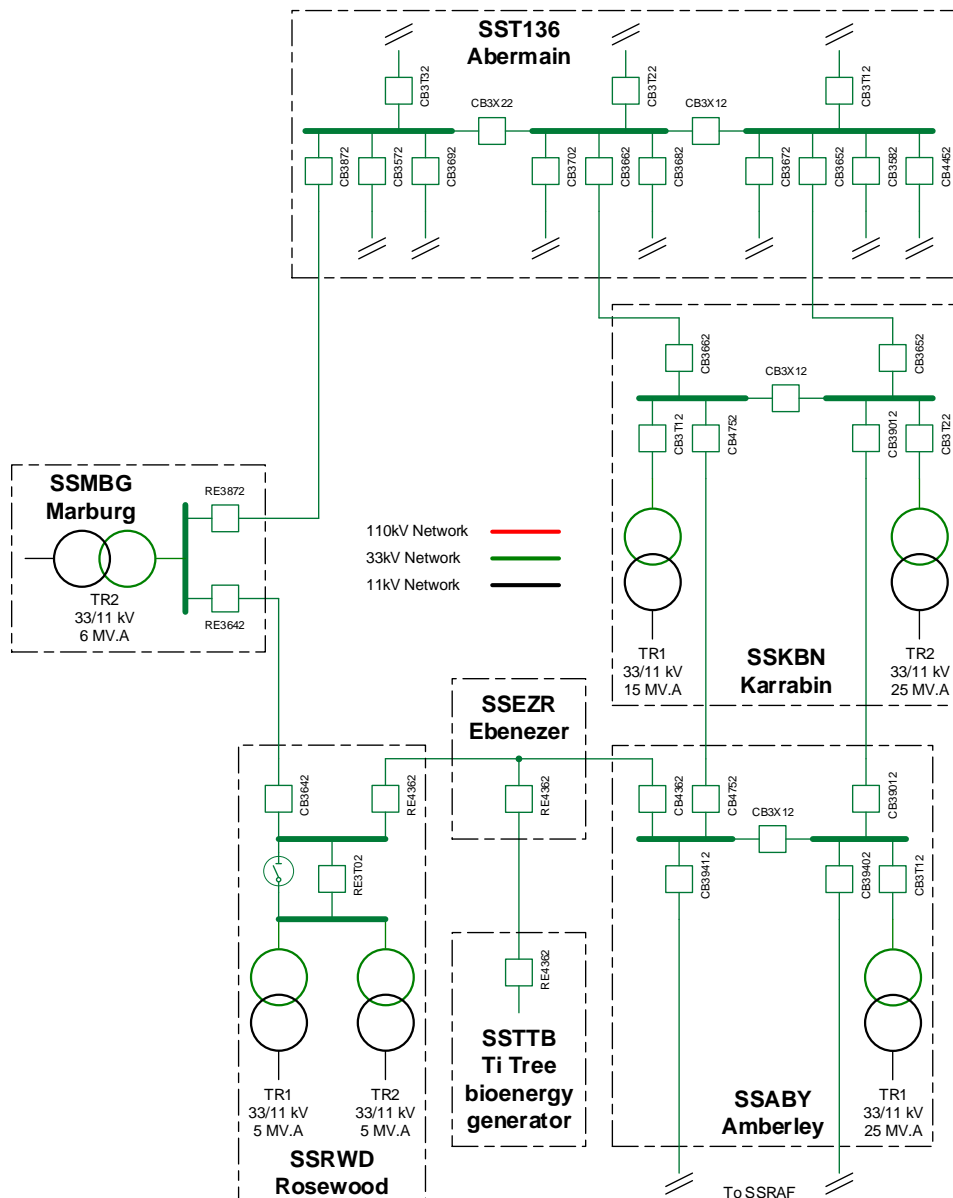 SST136
Abermain
CB3T32
CB3T22
CB3T12
CB3X22
CB3X12
CB3872
CB3572
CB3692
CB3702
CB3662
CB3682
CB3672
CB3652
CB3582
CB4452
CB3662
CB3652
CB3X12
CB3T12
CB4752
CB39012
CB3T22
SSMBG
Marburg
RE3872
TR2
33/11 kV
6 MV.A
RE3642
110kV Network
33kV Network
11kV Network
TR1
33/11 kV
15 MV.A
SSKBN
Karrabin
TR2
33/11 kV
25 MV.A
SSEZR
Ebenezer
CB3642
RE4362
RE4362
CB4362
CB4752
CB39012
CB3X12
RE3T02
CB39412
CB39402
CB3T12
RE4362
SSTTB
Ti Tree
bioenergy
generator
TR1
33/11 kV
5 MV.A
TR2
33/11 kV
5 MV.A
SSRWD
Rosewood
SSABY
Amberley
TR1
33/11 kV
25 MV.A
To SSRAF